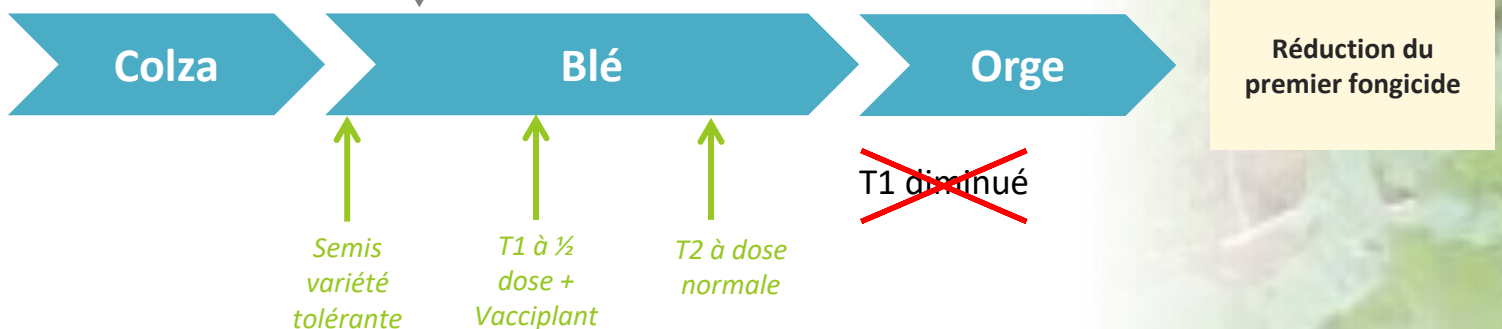 Colza
Blé
Orge
Réduction du
premier fongicide
T1 diminué
Semis
variété
tolérante
T1 à ½
dose +
Vacciplant
T2 à dose
normale